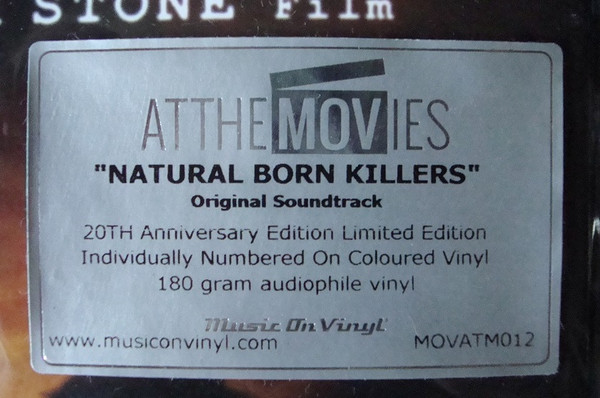 STONE Film
ATTHEMOVIES
"NATURAL BORN KILLERS"
Original Soundtrack
20TH Anniversary Edition Limited Edition
Individually Numbered On Coloured Vinyl
180 gram audiophile vinyl
Music On Vinyl
www.musiconvinyl.com MOVATM012